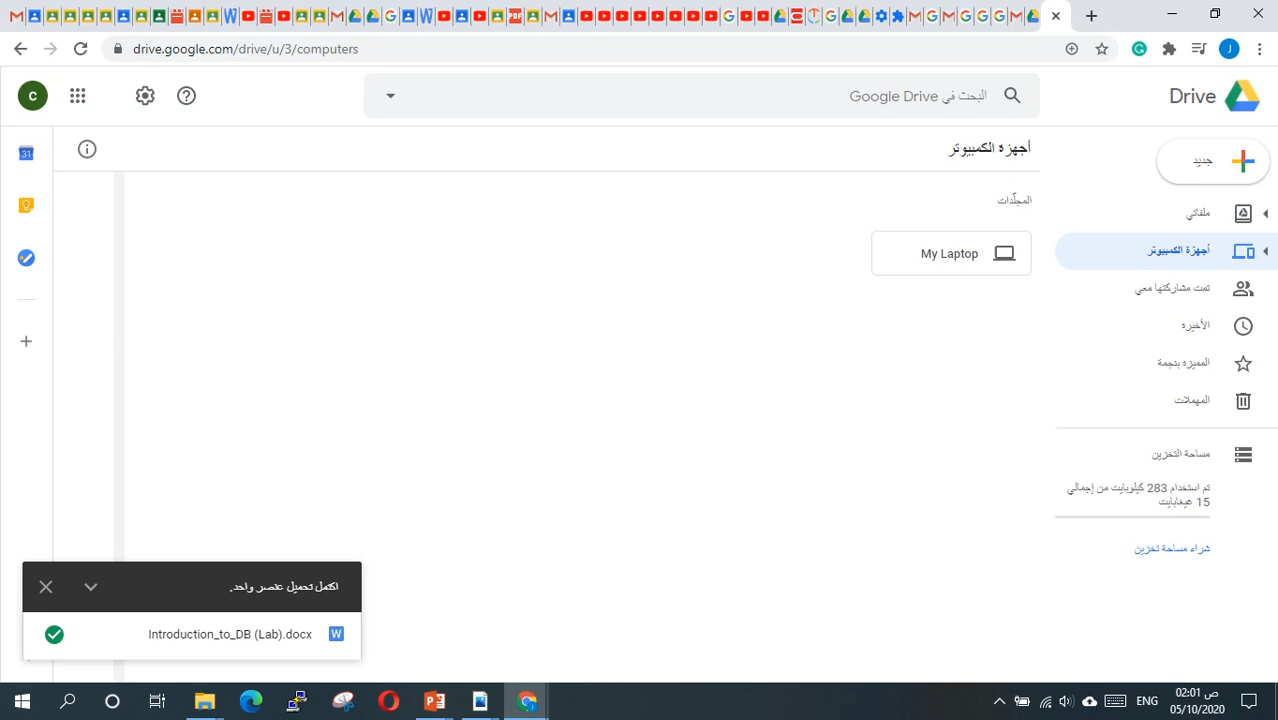 drive.google.com/drive/u/3/computers
J
Drive
البحث في Google Drive
C
جديد
ملفاتي
أجهزة الكمبيوتر
تمت مشاركتها معي
الأخيرة
المميزة بنجمة
المهملات
مساحة التخزين
تم استخدام 283 كيلوبايت من إجمالي
15 غيغابايت
شراء مساحة تخزين
أجهزة الكمبيوتر
المجلّدات
My Laptop
31
اكتمل تحميل عنصر واحد.
Introduction_to_DB (Lab).docx
W
ENG
02:01 ص
05/10/2020